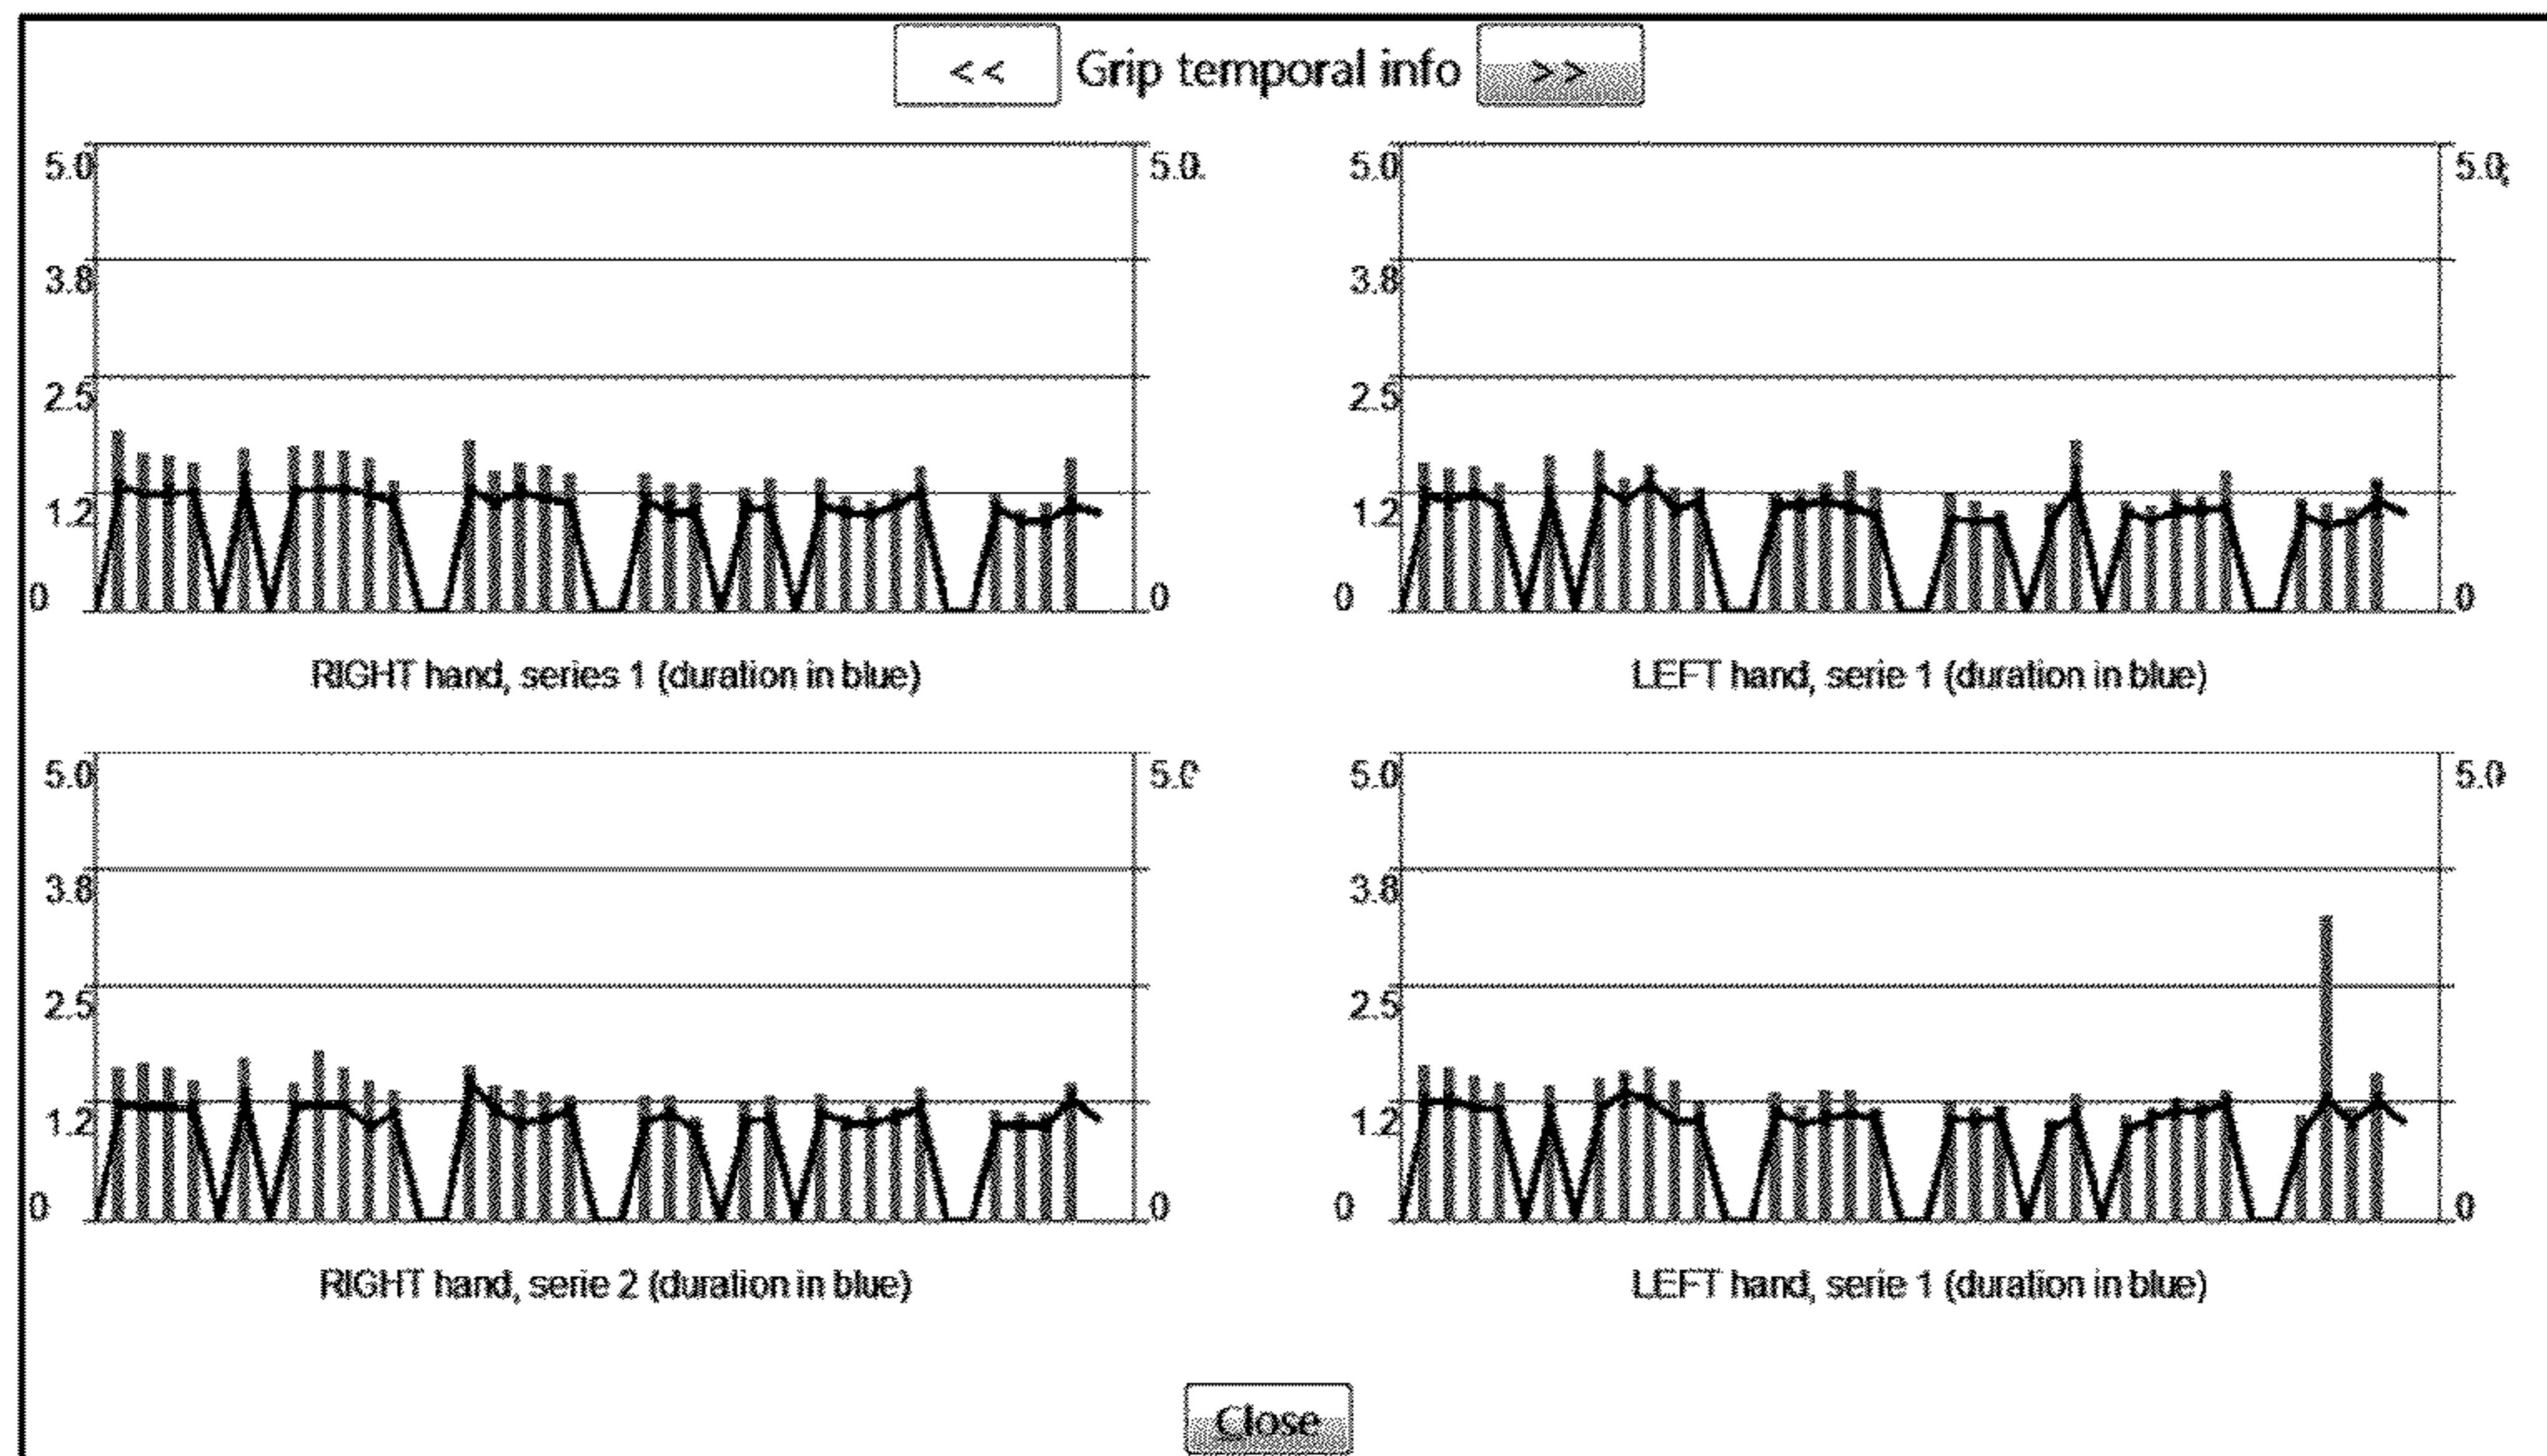 << Grip temporal info >>
5.0 5.0 5.0 5.0
3.8 3.8
2.5 2.5
1.2 1.2
0 0 0 0
RIGHT hand, series 1 (duration in blue) LEFT hand, serie 1 (duration in blue)
5.0 5.0 5.0 5.0
3.8 3.8
2.5 2.5
1.2 1.2
0 0 0 0
RIGHT hand, serie 2 (duration in blue) LEFT hand, serie 1 (duration in blue)
Close